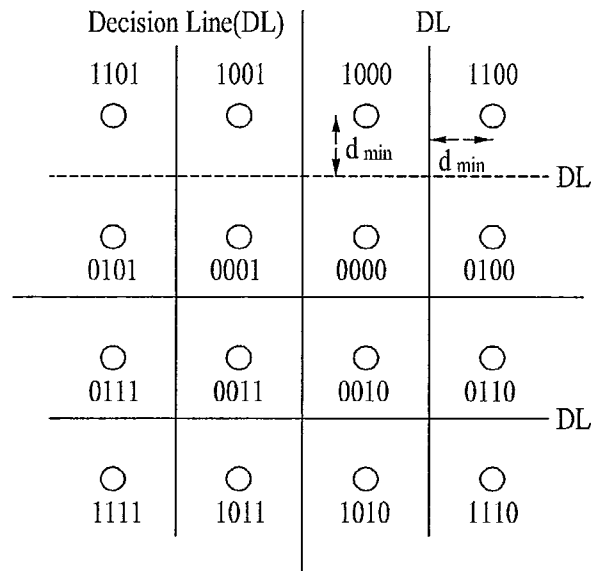 Decision Line(DL) DL
1101 1001 1000 1100
d min
d min
DL
0101 0001 0000 0100
0111 0011 0010 0110
DL
1111 1011 1010 1110